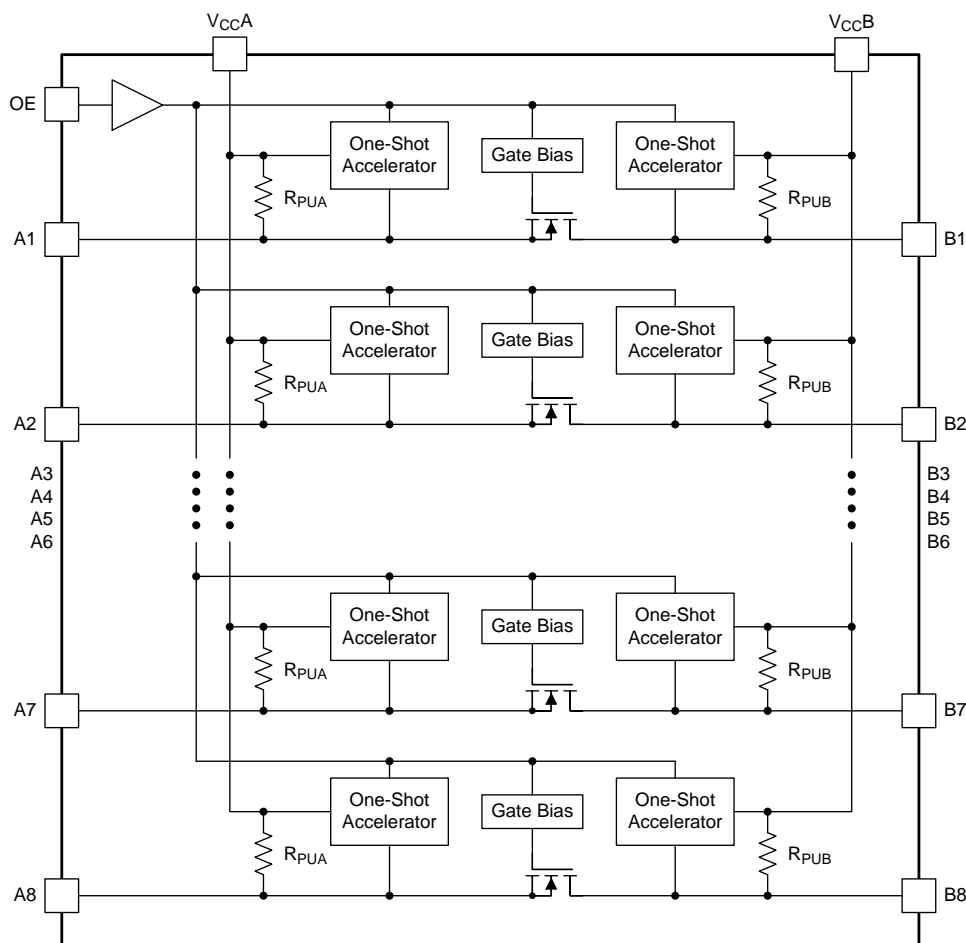 VCCA
VCCB
OE
One-Shot
Accelerator
Gate Bias
One-Shot
Accelerator
RPUA
RPUB
A1
B1
One-Shot
Accelerator
Gate Bias
One-Shot
Accelerator
RPUA
RPUB
A2
B2
A3
B3
A4
B4
A5
B5
A6
B6
One-Shot
Accelerator
Gate Bias
One-Shot
Accelerator
RPUA
RPUB
A7
B7
One-Shot
Accelerator
Gate Bias
One-Shot
Accelerator
RPUA
RPUB
A8
B8